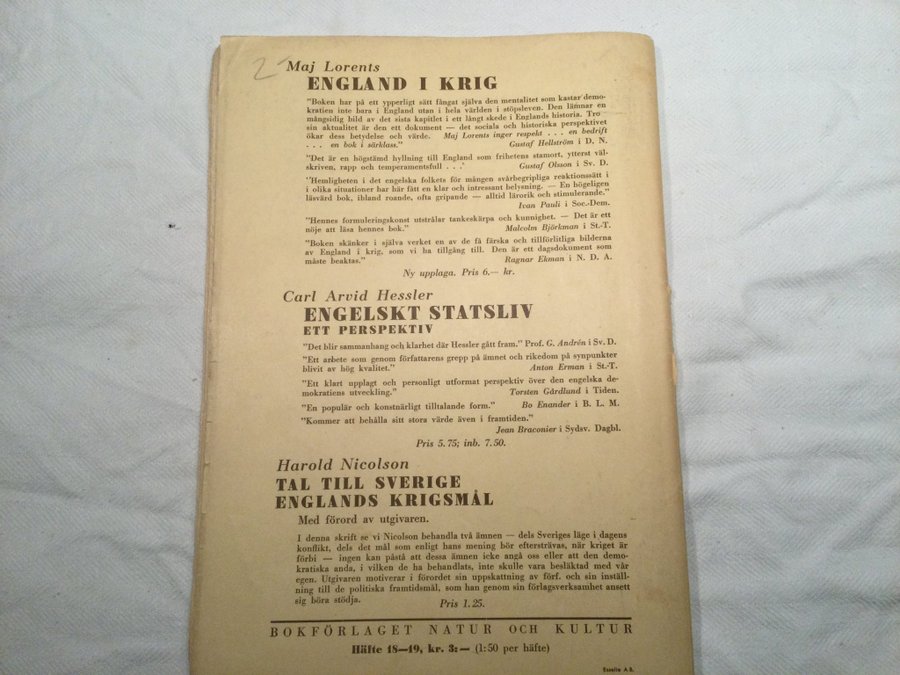 2
Maj Lorents
ENGLAND I KRIG
"Boken har på ett ypperligt sätt fångat själva den mentalitet som kastar demo-
kratien inte bara i England utan i hela världen i stöpsleven. Den lämnar en
mångsidig bild av det sista kapitlet i ett långt skede i Englands historia. Tro
sin aktualitet är den ett dokument — det sociala och historiska perspektivet
ökar dess betydelse och värde. Maj Lorents inger respekt . . . en bedrift
. . . en bok i särklass." Gustaf Hellström i D. N.
"Det är en högstämd hyllning till England som frihetens stamort, ytterst väl-
skriven, rapp och temperamentsfull . . .' Gustaf Olsson i Sv. D.
"Hemligheten i det engelska folkets för mången svårbegripliga reaktionssätt i
i olika situationer har här fått en klar och intressant belysning. — En högeligen
läsvärd bok, ibland roande, ofta gripande — alltid lärorik och stimulerande."
Ivan Pauli i Soc.-Dem.
"Hennes formuleringskonst utstrålar tankeskärpa och kunnighet. — Det är ett
nöje att läsa hennes bok." Malcolm Björkman i St.-T.
"Boken skänker i själva verket en av de få färska och tillförlitliga bilderna
av England i krig, som vi ha tillgång till. Den är ett dagsdokument som
måste beaktas." Ragnar Ekman i N. D. A.
Ny upplaga. Pris 6.— kr.
Carl Arvid Hessler
ENGELSKT STATSLIV
ETT PERSPEKTIV
"Det blir sammanhang och klarhet där Hessler gått fram." Prof. G. Andrén i Sv. D.
"Ett arbete som genom författarens grepp på ämnet och rikedom på synpunkter
blivit av hög kvalitet." Anton Erman i St.-T.
"Ett klart upplagt och personligt utformat perspektiv över den engelska de-
mokratiens utveckling." Torsten Gårdlund i Tiden.
"En populär och konstnärligt tilltalande form." Bo Enander i B. L. M.
"Kommer att behålla sitt stora värde även i framtiden."
Jean Braconier i Sydsv. Dagbl.
Pris 5.75; inb. 7.50.
Harold Nicolson
TAL TILL SVERIGE
ENGLANDS KRIGSMÅL
Med förord av utgivaren.
I denna skrift se vi Nicolson behandla två ämnen — dels Sveriges läge i dagens
konflikt, dels det mål som enligt hans mening bör eftersträvas, när kriget är
förbi — ingen kan påstå att dessa ämnen icke angå oss eller att den demo-
kratiska anda, i vilken de ha behandlats, inte skulle vara besläktad med vår
egen. Utgivaren motiverar i förordet sin uppskattning av förf. och sin inställ-
ning till de politiska framtidsmål, som han genom sin förlagsverksamhet ansett
sig böra stödja. Pris 1.25.
BOKFÖRLAGET NATUR OCH KULTUR
Häfte 18—19, kr. 3:— (1:50 per häfte)
Esselte A.B.